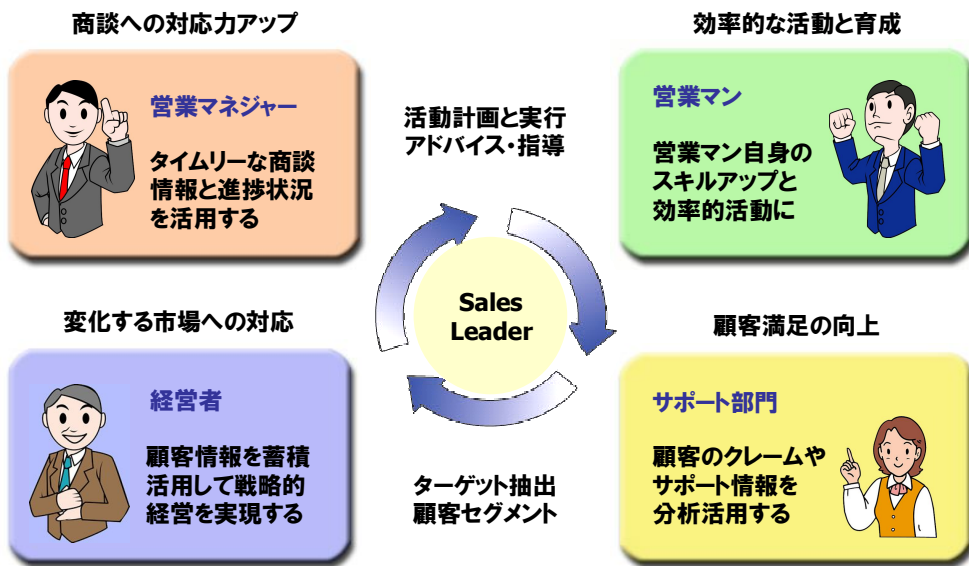 商談への対応力アップ
営業マネジャー
タイムリーな商談
情報と進捗状況
を活用する
活動計画と実行
アドバイス・指導
効率的な活動と育成
営業マン
営業マン自身の
スキルアップと
効率的活動に
Sales
Leader
変化する市場への対応
経営者
顧客情報を蓄積
活用して戦略的
経営を実現する
ターゲット抽出
顧客セグメント
顧客満足の向上
サポート部門
顧客のクレームや
サポート情報を
分析活用する